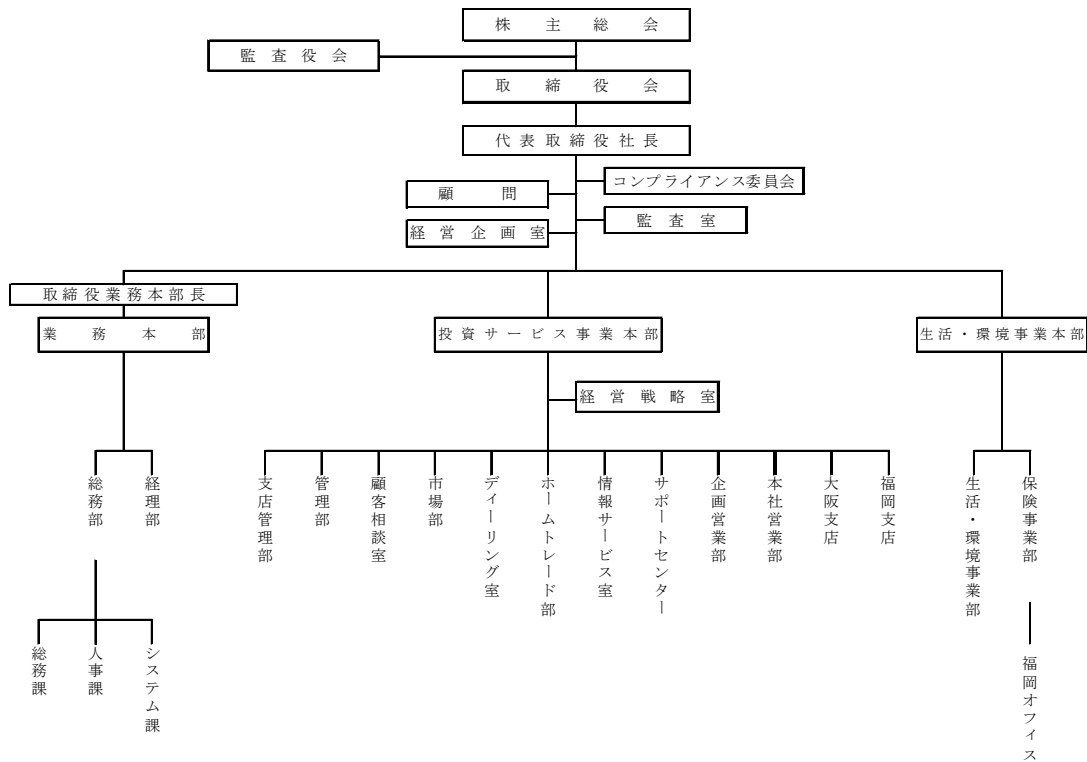 株主総会
監査役会
取締役会
代表取締役社長
コンプライアンス委員会
顧問
監査室
経営企画室
取締役業務本部長
業務本部
投資サービス事業本部
生活・環境事業本部
経営戦略室
総務部
経理部
支店管理部
管理部
顧客相談室
市場部
ディーリング室
ホームトレード部
情報サービス室
サポートセンター
企画営業部
本社営業部
大阪支店
福岡支店
生活・環境事業部
保険事業部
総務課
人事課
システム課
福岡オフィス